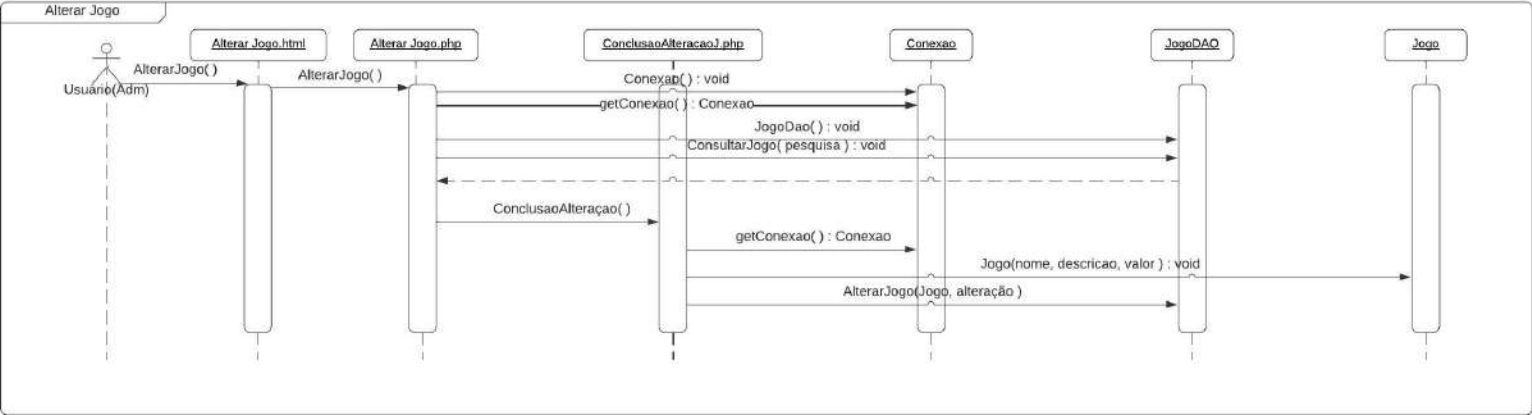 Alterar Jogo
Alterar Jogo.html
Alterar Jogo.php
ConclusaoAlteracaoJ.php
Conexao
JogoDAO
Jogo
Usuario(Adm)
AlterarJogo( )
AlterarJogo( )
Conexao( ) : void
getConexao( ) : Conexao
JogoDao( ) : void
ConsultarJogo( pesquisa ) : void
ConclusaoAlteraçao( )
getConexao( ) : Conexao
Jogo(nome, descricao, valor ) : void
AlterarJogo(Jogo, alteração )